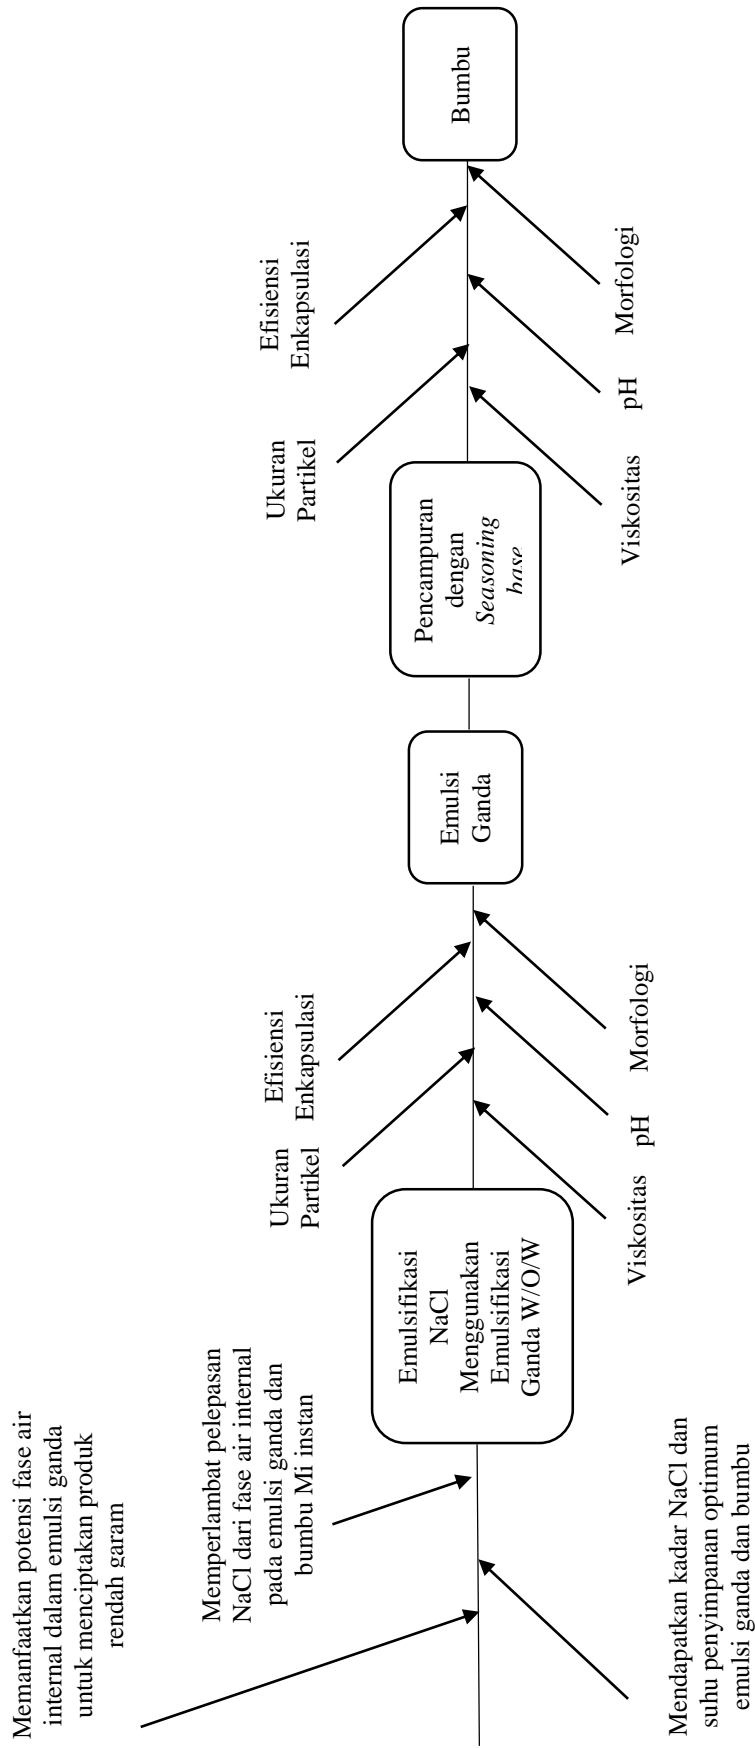 Memanfaatkan potensi fase air
internal dalam emulsi ganda
untuk menciptakan produk
rendah garam
Memperlambat pelepasan
NaCl dari fase air internal
pada emulsi ganda dan
bumbu Mi instan
Mendapatkan kadar NaCl dan
suhu penyimpanan optimum
emulsi ganda dan bumbu
Emulsifikasi
NaCl
Menggunakan
Emulsifikasi
Ganda W/O/W
Ukuran
Partikel
Efisiensi
Enkapsulasi
Viskositas
pH
Morfologi
Emulsi
Ganda
Pencampuran
dengan
Seasoning
base
Ukuran
Partikel
Efisiensi
Enkapsulasi
Viskositas
pH
Morfologi
Bumbu